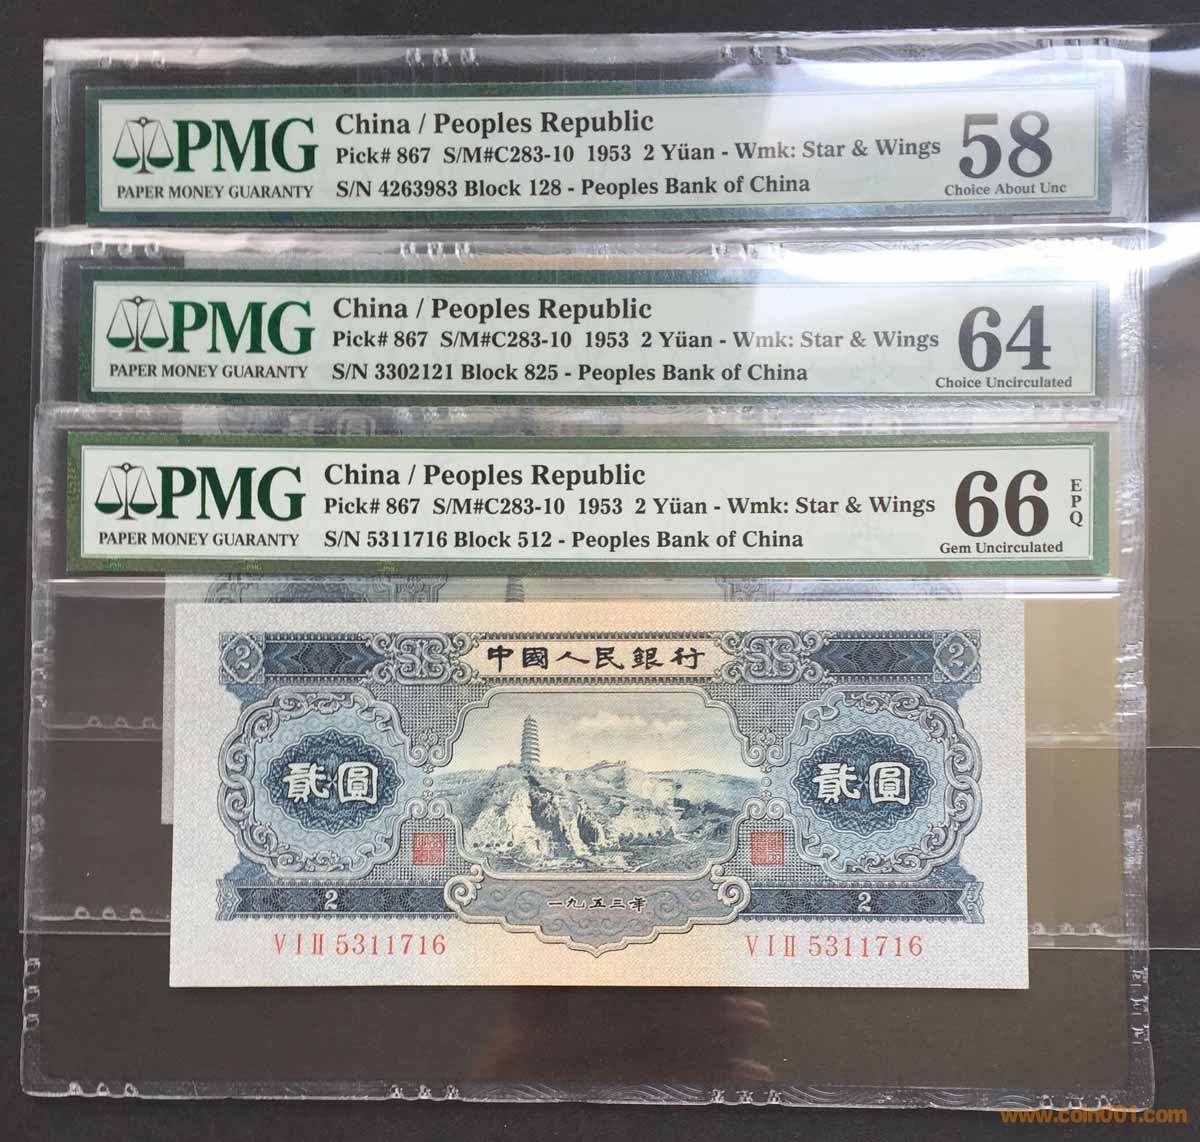 PMG
PAPER MONEY GUARANTY
China / Peoples Republic
Pick# 867 S/M#C283-10 1953 2 Yüan - Wmk: Star & Wings
S/N 4263983 Block 128 - Peoples Bank of China
58
Choice About Unc
PMG
PAPER MONEY GUARANTY
China / Peoples Republic
Pick# 867 S/M#C283-10 1953 2 Yüan - Wmk: Star & Wings
S/N 3302121 Block 825 - Peoples Bank of China
64
Choice Uncirculated
PMG
PAPER MONEY GUARANTY
China / Peoples Republic
Pick# 867 S/M#C283-10 1953 2 Yüan - Wmk: Star & Wings
S/N 5311716 Block 512 - Peoples Bank of China
66
EPQ
Gem Uncirculated
2 中國人民銀行 2
貳圓 貳圓
2 一九五三年 2
V I II 5311716 V I II 5311716
www.coin001.com